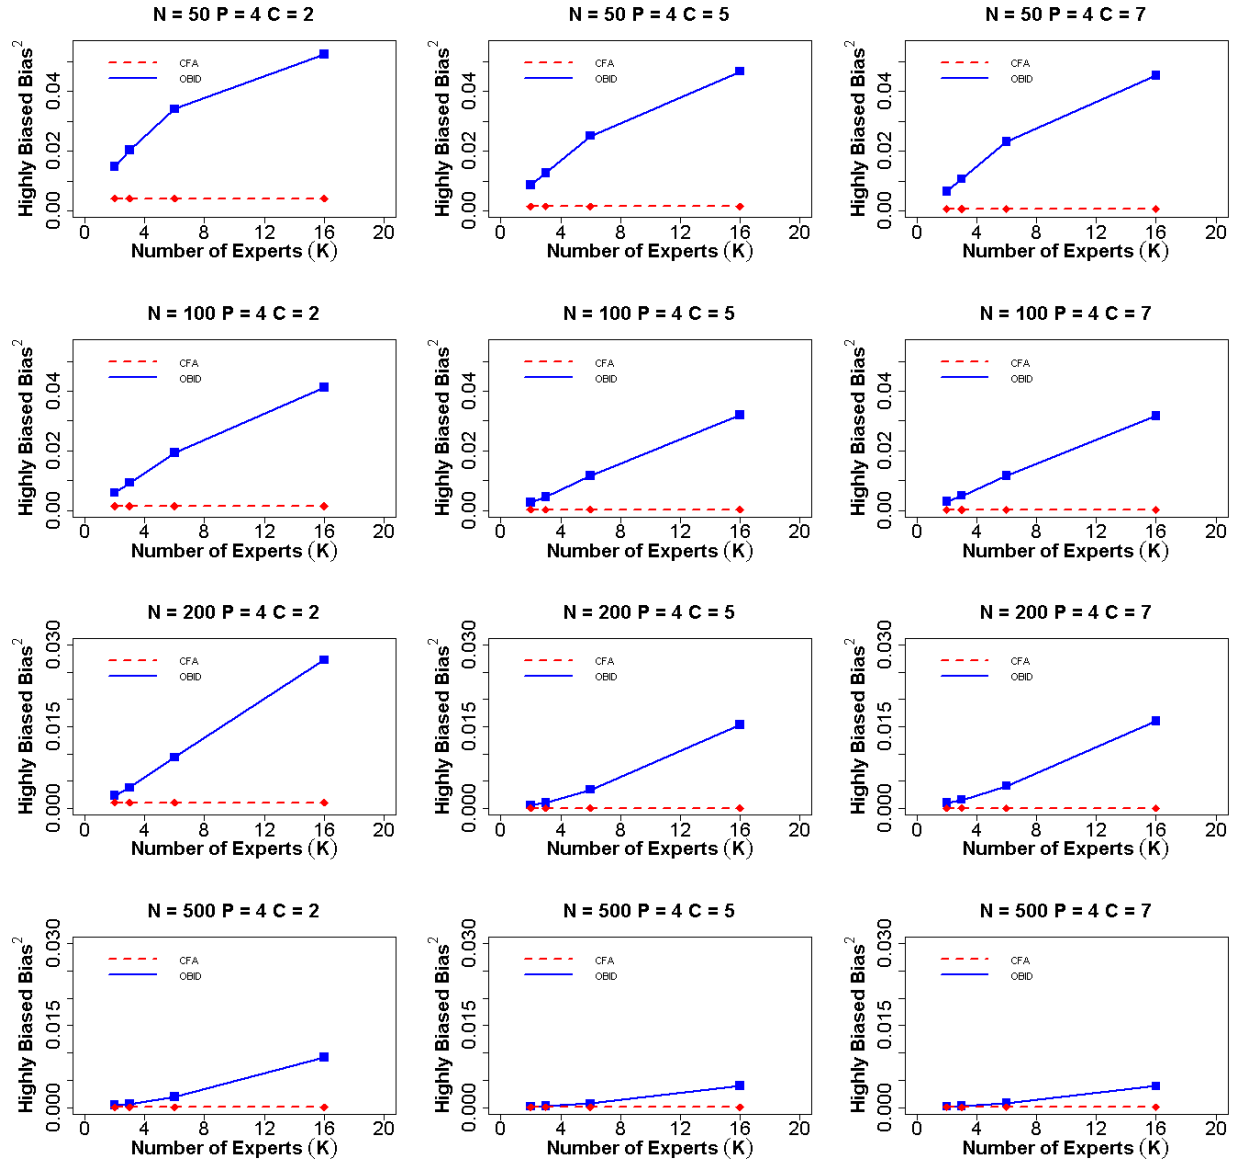 N = 50 P = 4 C = 2
N = 50 P = 4 C = 5
N = 50 P = 4 C = 7
Highly Biased Bias²
0.00 0.02 0.04
CFA
OBID
0 4 8 12 16 20
Number of Experts (K)
Highly Biased Bias²
0.00 0.02 0.04
CFA
OBID
0 4 8 12 16 20
Number of Experts (K)
Highly Biased Bias²
0.00 0.02 0.04
CFA
OBID
0 4 8 12 16 20
Number of Experts (K)
N = 100 P = 4 C = 2
N = 100 P = 4 C = 5
N = 100 P = 4 C = 7
Highly Biased Bias²
0.00 0.02 0.04
CFA
OBID
0 4 8 12 16 20
Number of Experts (K)
Highly Biased Bias²
0.00 0.02 0.04
CFA
OBID
0 4 8 12 16 20
Number of Experts (K)
Highly Biased Bias²
0.00 0.02 0.04
CFA
OBID
0 4 8 12 16 20
Number of Experts (K)
N = 200 P = 4 C = 2
N = 200 P = 4 C = 5
N = 200 P = 4 C = 7
Highly Biased Bias²
0.000 0.015 0.030
CFA
OBID
0 4 8 12 16 20
Number of Experts (K)
Highly Biased Bias²
0.000 0.015 0.030
CFA
OBID
0 4 8 12 16 20
Number of Experts (K)
Highly Biased Bias²
0.000 0.015 0.030
CFA
OBID
0 4 8 12 16 20
Number of Experts (K)
N = 500 P = 4 C = 2
N = 500 P = 4 C = 5
N = 500 P = 4 C = 7
Highly Biased Bias²
0.000 0.015 0.030
CFA
OBID
0 4 8 12 16 20
Number of Experts (K)
Highly Biased Bias²
0.000 0.015 0.030
CFA
OBID
0 4 8 12 16 20
Number of Experts (K)
Highly Biased Bias²
0.000 0.015 0.030
CFA
OBID
0 4 8 12 16 20
Number of Experts (K)